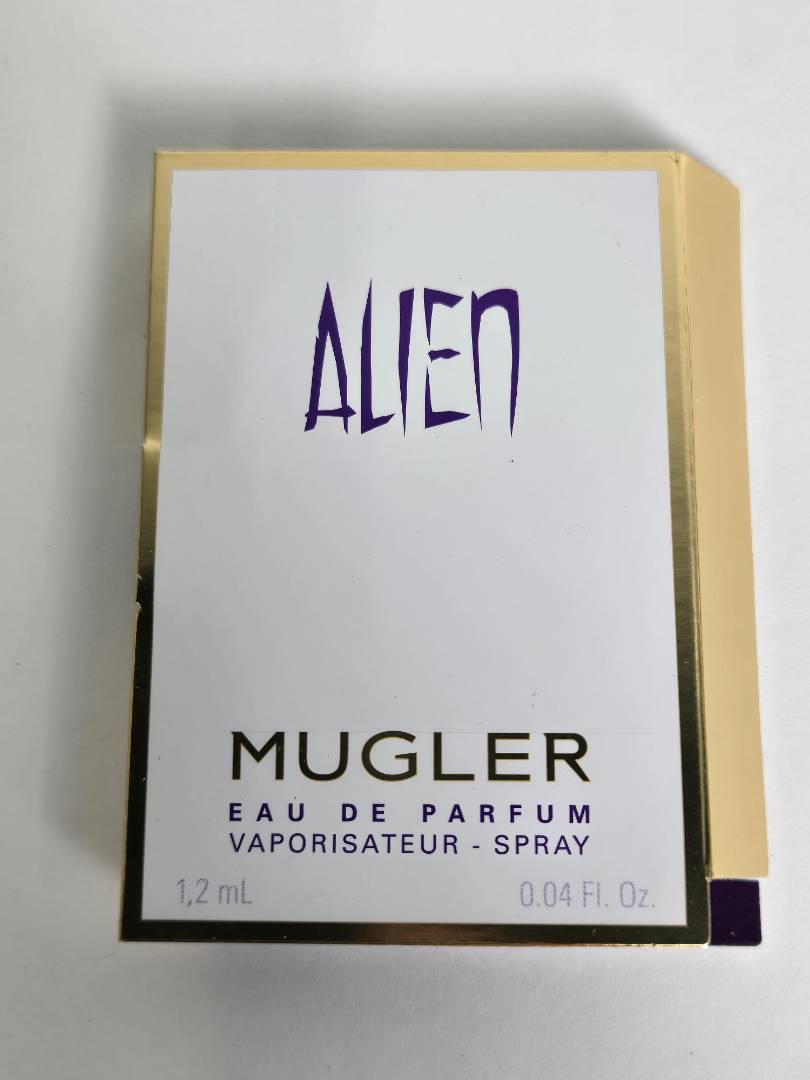 ALIEN
MUGLER
EAU DE PARFUM
VAPORISATEUR - SPRAY
1,2 mL 0.04 Fl. Oz.